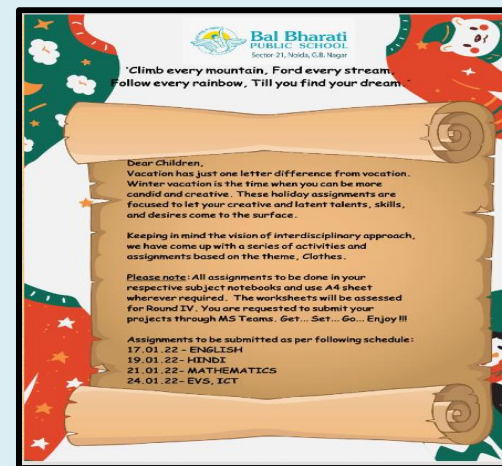 Bal Bharati
PUBLIC SCHOOL
Sector-21, Noida, G.B. Nagar
"Climb every mountain, Ford every stream,
Follow every rainbow, Till you find your dream."
Dear Children,
Vacation has just one letter difference from vocation.
Winter vacation is the time when you can be more
candid and creative. These holiday assignments are
focused to let your creative and latent talents, skills,
and desires come to the surface.
Keeping in mind the vision of interdisciplinary approach,
we have come up with a series of activities and
assignments based on the theme, Clothes.
Please note: All assignments to be done in your
respective subject notebooks and use A4 sheet
wherever required. The worksheets will be assessed
for Round IV. You are requested to submit your
projects through MS Teams. Get... Set... Go... Enjoy !!!
Assignments to be submitted as per following schedule:
17.01.22 - ENGLISH
19.01.22- HINDI
21.01.22- MATHEMATICS
24.01.22- EVS, ICT